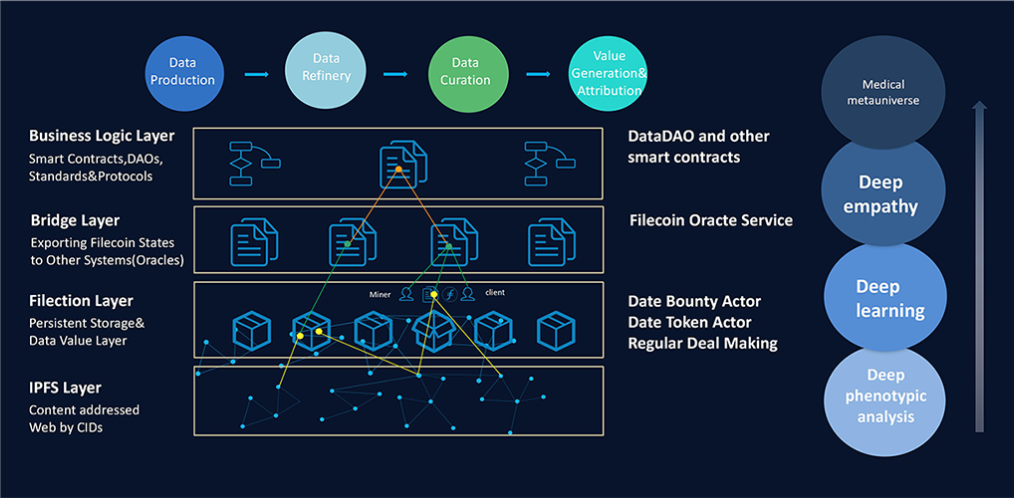 Data
Production
Data
Refinery
Data
Curation
Value
Generation&
Attribution
Business Logic Layer
Smart Contracts,DAOs,
Standards&Protocols
DataDAO and other
smart contracts
Bridge Layer
Exporting Filecoin States
to Other Systems(Oracles)
Filecoin Oracte Service
Filection Layer
Persistent Storage&
Data Value Layer
Miner
client
Date Bounty Actor
Date Token Actor
Regular Deal Making
IPFS Layer
Content addressed
Web by CIDs
Medical
metauniverse
Deep
empathy
Deep
learning
Deep
phenotypic
analysis